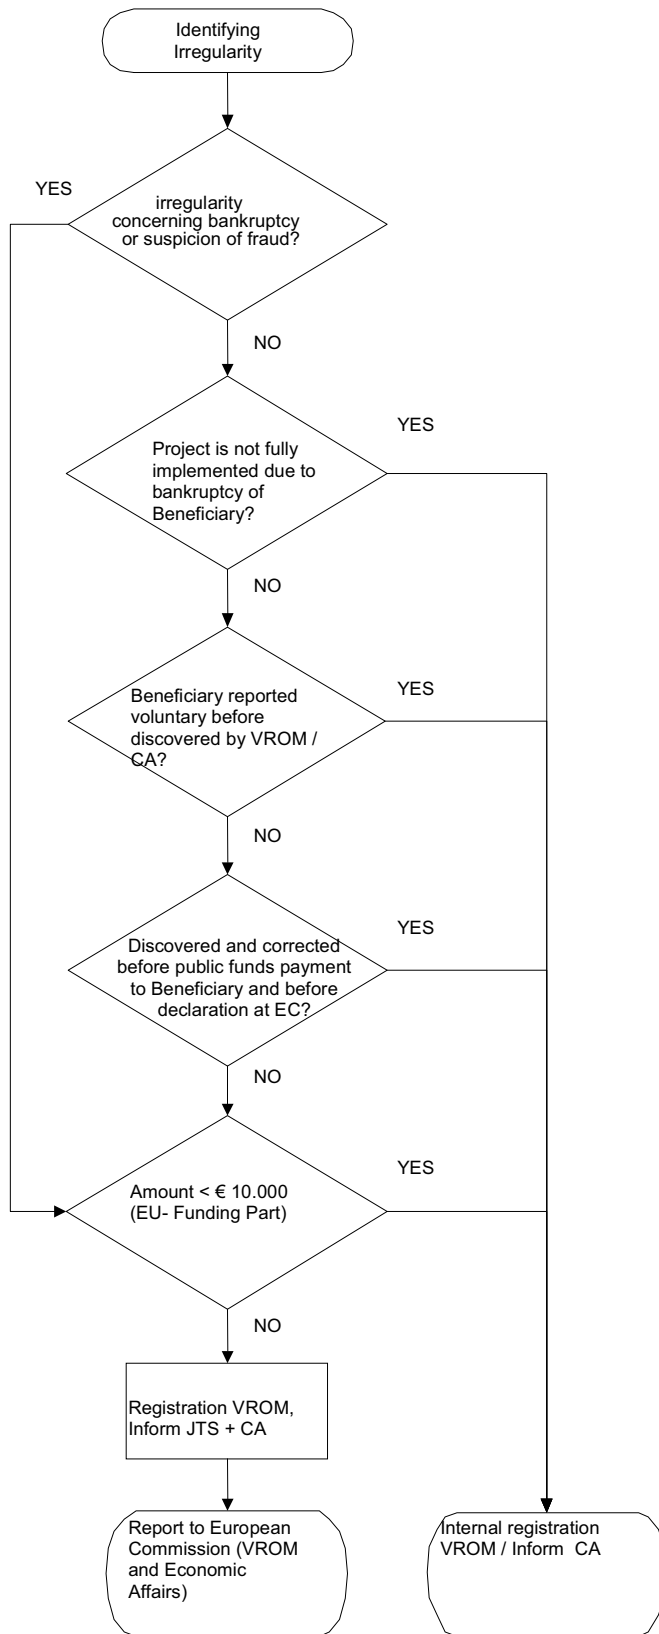 Identifying
Irregularity
YES
irregularity
concerning bankruptcy
or suspicion of fraud?
NO
YES
Project is not fully
implemented due to
bankruptcy of
Beneficiary?
NO
YES
Beneficiary reported
voluntary before
discovered by VROM /
CA?
NO
YES
Discovered and corrected
before public funds payment
to Beneficiary and before
declaration at EC?
NO
YES
Amount < € 10.000
(EU- Funding Part)
NO
Registration VROM,
Inform JTS + CA
Report to European
Commission (VROM
and Economic
Affairs)
Internal registration
VROM / Inform CA